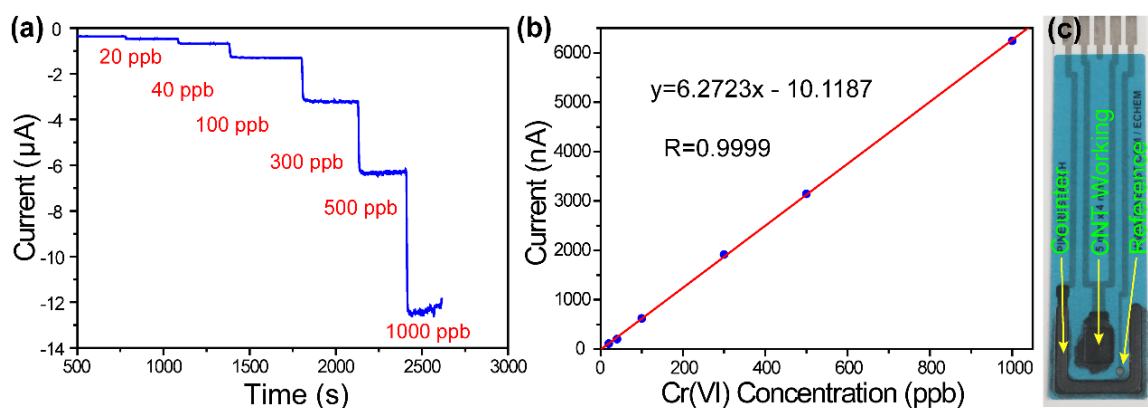 (a)
0
-2
-4
-6
-8
-10
-12
-14
Current (µA)
20 ppb
40 ppb
100 ppb
300 ppb
500 ppb
1000 ppb
500
1000
1500
2000
2500
3000
Time (s)
(b)
6000
5000
4000
3000
2000
1000
0
Current (nA)
y=6.2723x - 10.1187
R=0.9999
0
200
400
600
800
1000
Cr(VI) Concentration (ppb)
(c)
Counter
CNT Working
Reference
/ ECHEM